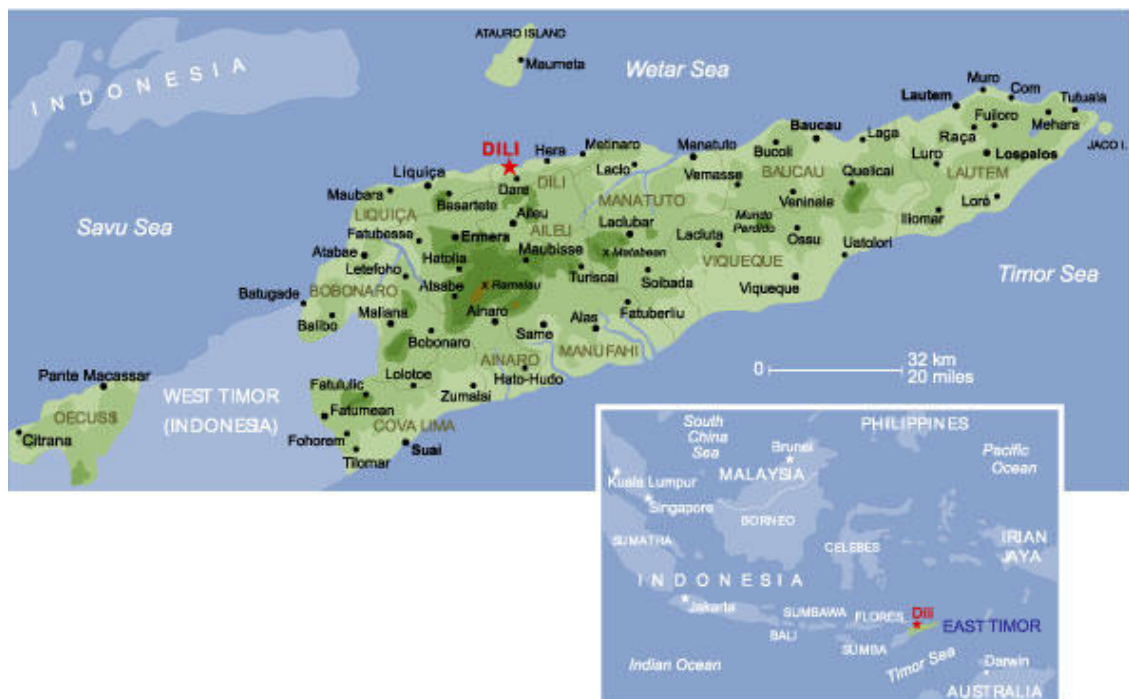 ATAURO ISLAND
Maumeta
Wetar Sea
INDONESIA
Muro
Com
Lautem
Tutuala
Fuiloro
Mehara
Raça
JACO I.
Baucau
Laga
Bucoli
Manatuto
Metinaro
Hera
DILI
Laclo
Luro
Lospalos
LAUTEM
Liquiça
Dare
DILI
Vemasse
BAUCAU
Quelicai
Maubara
Basartete
MANATUTO
Veninale
Loré
LIQUIÇA
Aileu
Laclubar
Mundo
Perdido
Iliomar
Savu Sea
Fatubessa
Ermera
AILEU
Lacluta
Ossu
Uatolori
Atabae
Hatolia
Maubisse
x Matabean
VIQUEQUE
Timor Sea
Letefoho
Turiscai
Soibada
Viqueque
Batugade
BOBONARO
Atsabe
x Ramelau
Balibo
Maliana
Ainaro
Same
Alas
Fatuberliu
Bobonaro
AINARO
MANUFAHI
32 km
0
20 miles
Pante Macassar
WEST TIMOR
(INDONESIA)
Fatululic
Lolotoe
Hato-Hudo
Zumalai
OECUSS
Fatumean
COVA LIMA
Citrana
Fohorem
Suai
Tilomar
PHILIPPINES
South
China
Sea
Brunei
Pacific
Ocean
MALAYSIA
Kuala Lumpur
Singapore
BORNEO
SUMATRA
CELEBES
IRIAN
JAYA
INDONESIA
Jakarta
SUMBAWA
FLORES
Dili
EAST TIMOR
BALI
SUMBA
Timor Sea
Indian Ocean
Darwin
AUSTRALIA